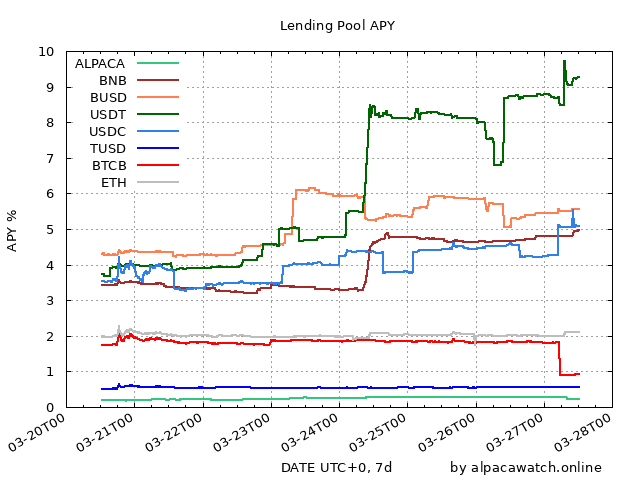 Lending Pool APY
10
9
8
7
6
5
4
3
2
1
0
APY %
ALPACA
BNB
BUSD
USDT
USDC
TUSD
BTCB
ETH
03-20T00
03-21T00
03-22T00
03-23T00
03-24T00
03-25T00
03-26T00
03-27T00
03-28T00
DATE UTC+0, 7d
by alpacawatch.online